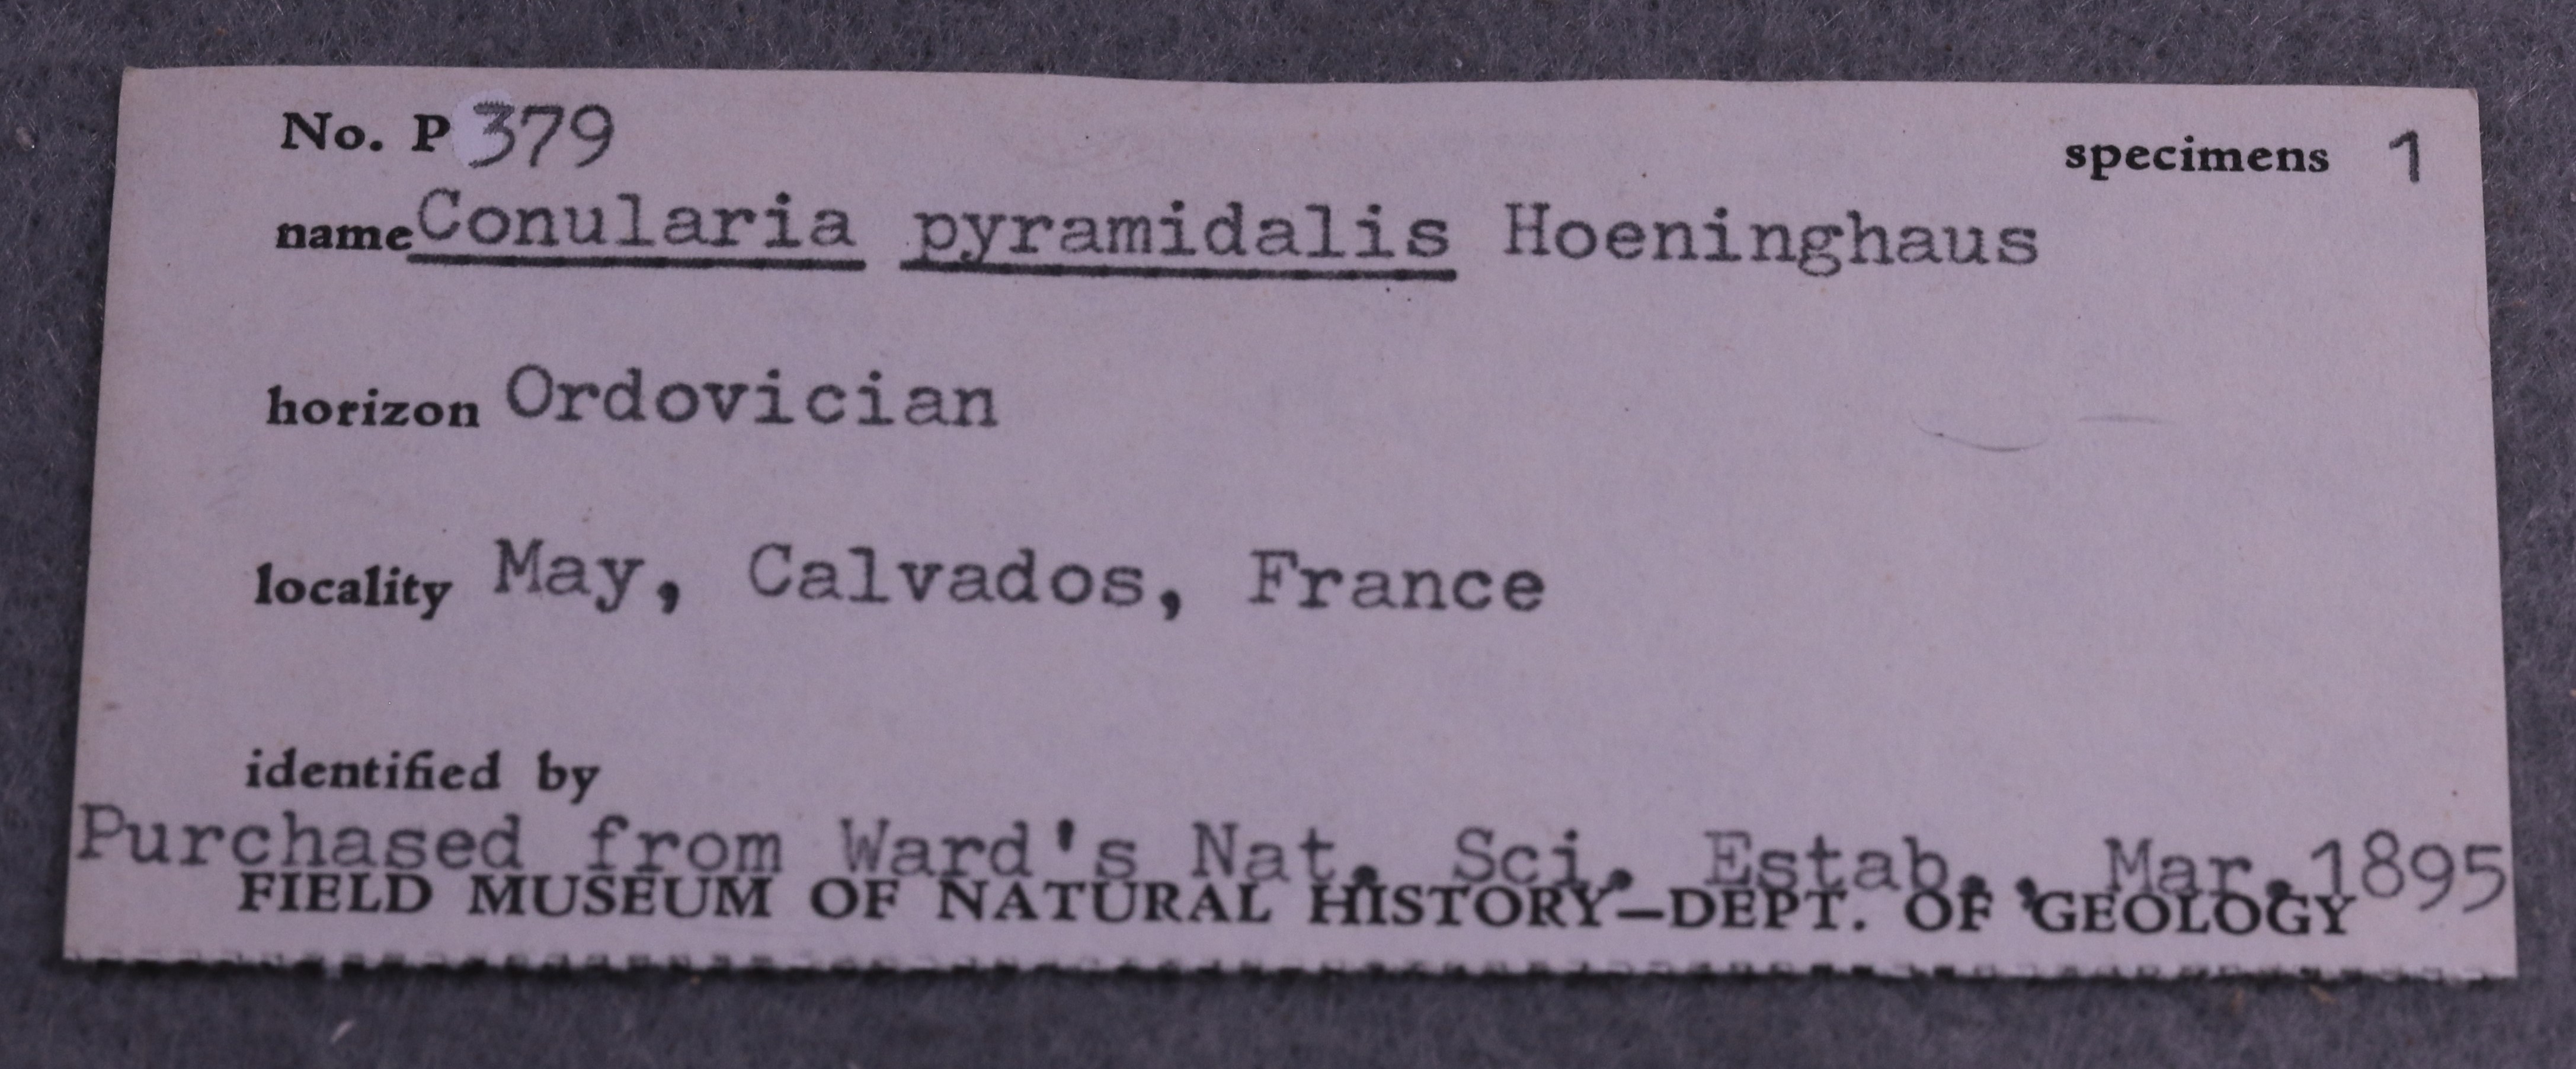 No. P 379 specimens 1
name Conularia pyramidalis Hoeninghaus
horizon Ordovician
locality May, Calvados, France
identified by
Purchased from Ward's Nat. Sci. Estab., Mar. 1895
FIELD MUSEUM OF NATURAL HISTORY—DEPT. OF GEOLOGY